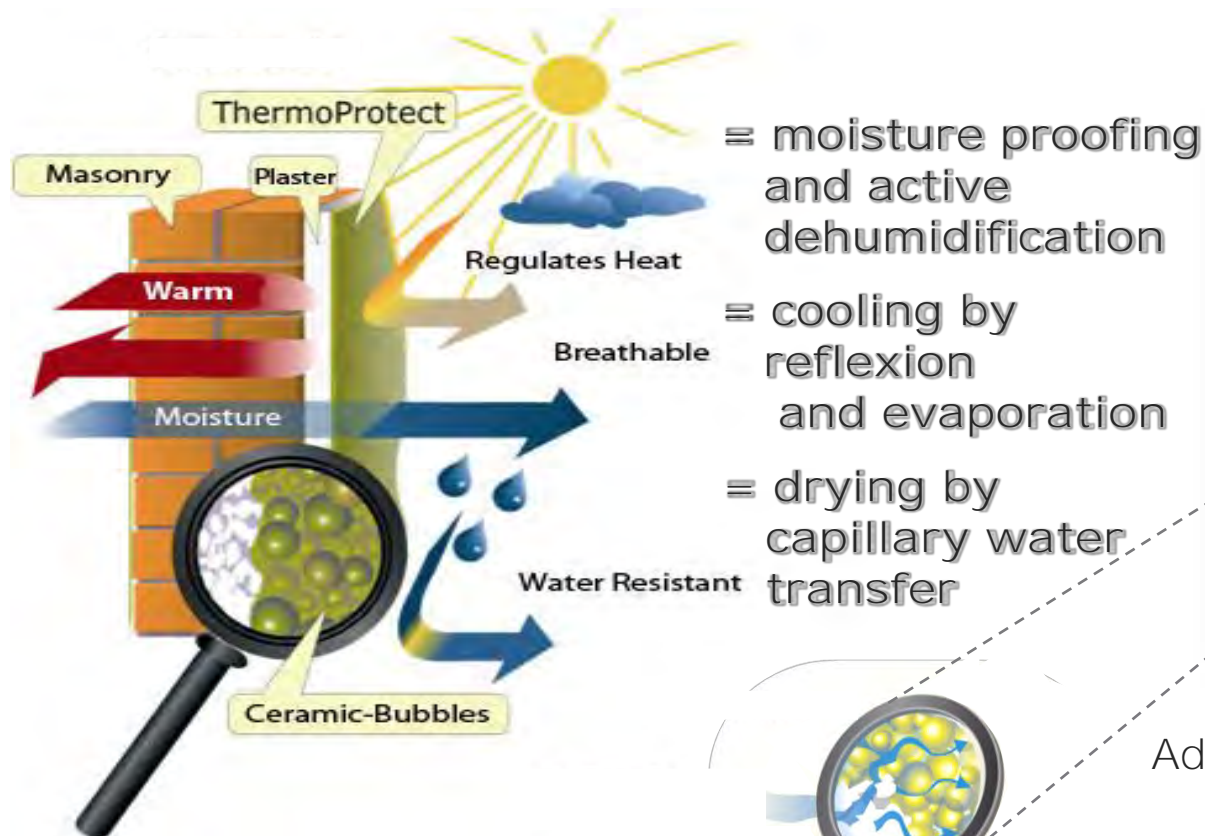 ThermoProtect
Masonry
Plaster
Regulates Heat
Warm
Breathable
Moisture
Water Resistant
Ceramic-Bubbles
= moisture proofing
and active
dehumidification
= cooling by
reflexion
and evaporation
= drying by
capillary water
transfer
Ad